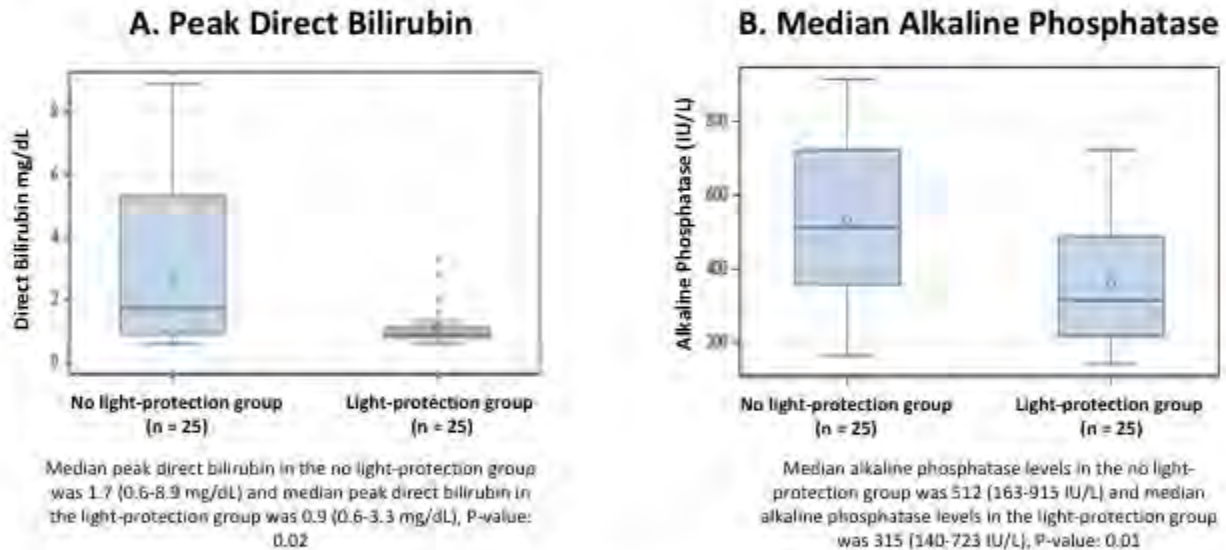 A. Peak Direct Bilirubin
Direct Bilirubin mg/dL
8
6
4
2
0
No light-protection group
(n = 25)
Light-protection group
(n = 25)
Median peak direct bilirubin in the no light-protection group
was 1.7 (0.6-8.9 mg/dL) and median peak direct bilirubin in
the light-protection group was 0.9 (0.6-3.3 mg/dL), P-value:
0.02
B. Median Alkaline Phosphatase
Alkaline Phosphatase (IU/L)
800
600
400
200
No light-protection group
(n = 25)
Light-protection group
(n = 25)
Median alkaline phosphatase levels in the no light-
protection group was 512 (163-915 IU/L) and median
alkaline phosphatase levels in the light-protection group
was 315 (140-723 IU/L), P-value: 0.01